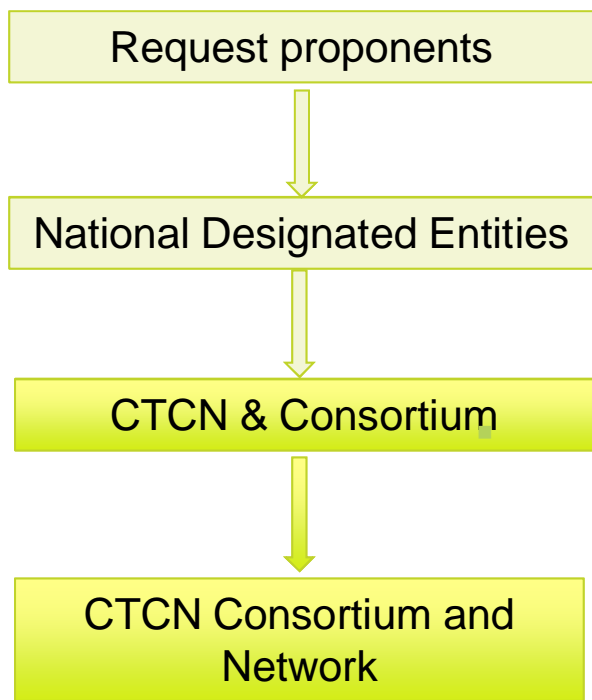 Request proponents
National Designated Entities
CTCN & Consortium
CTCN Consortium and
Network